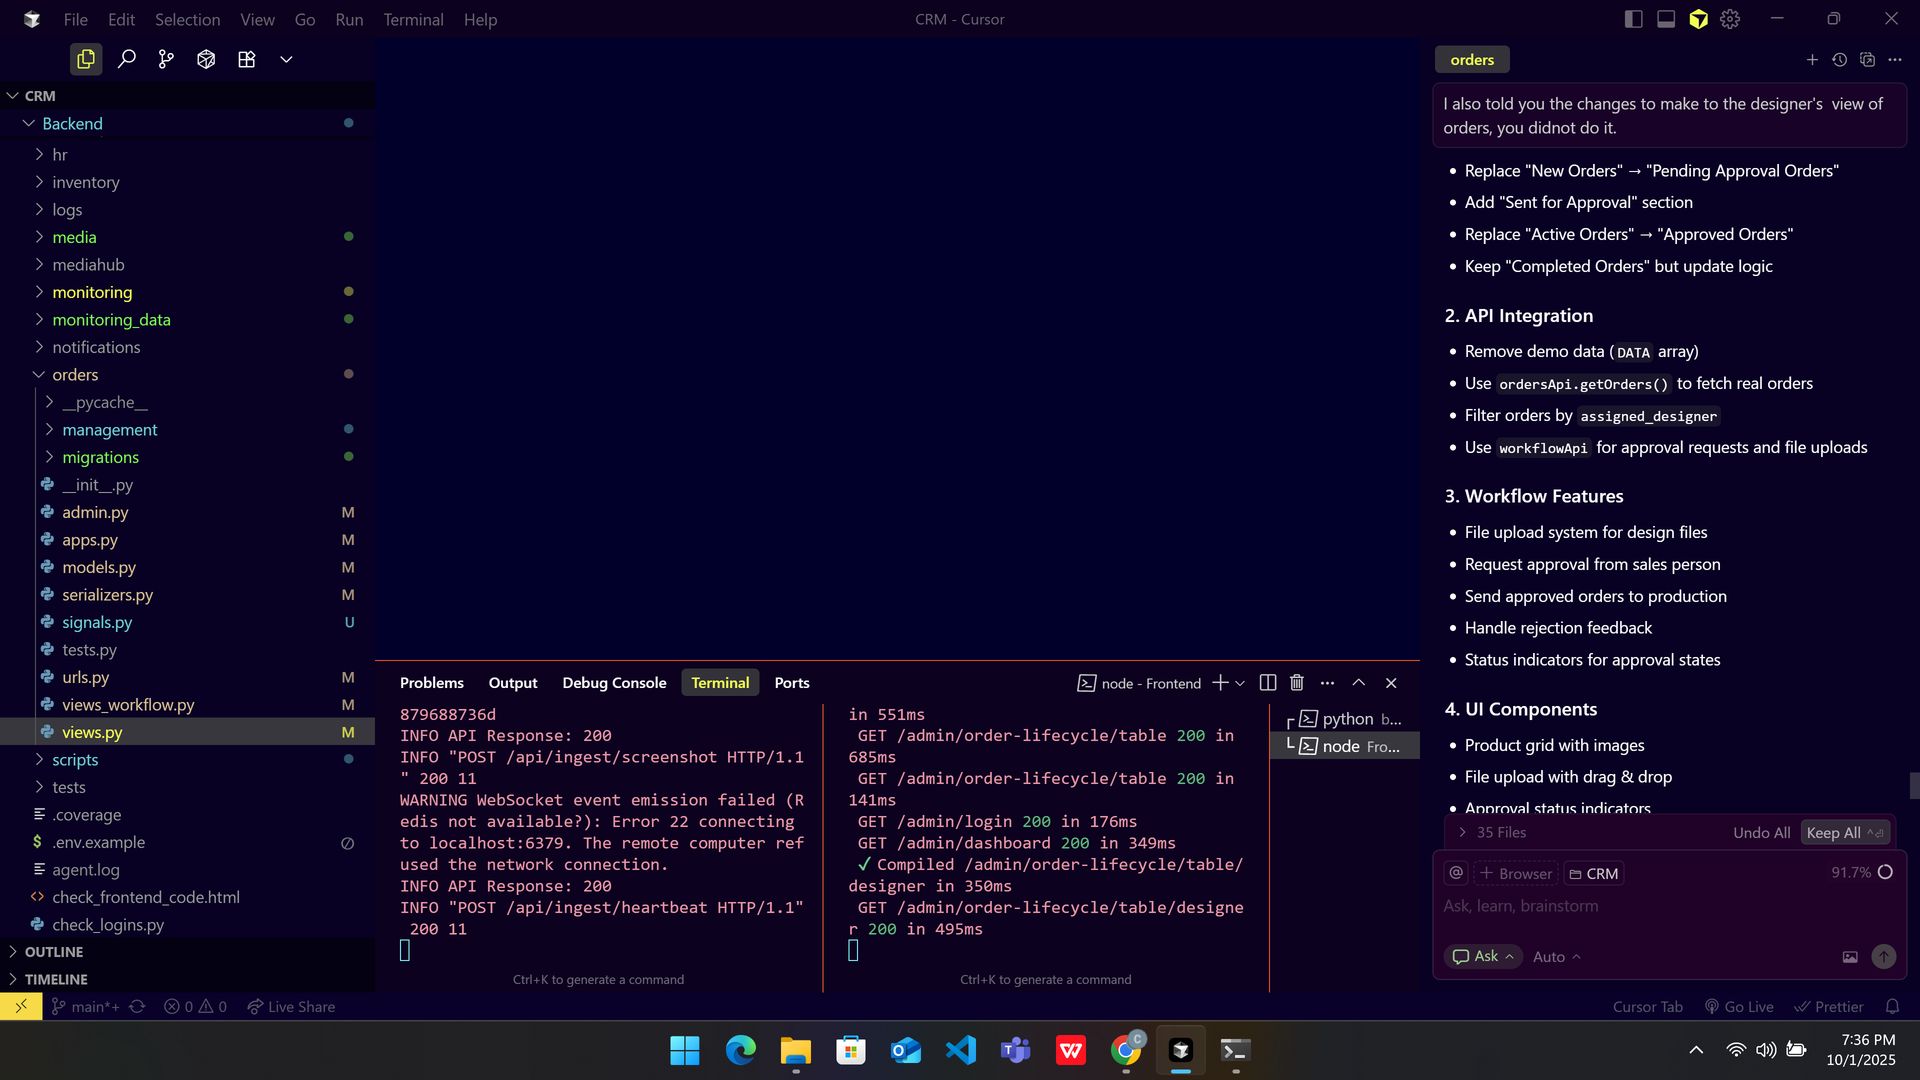 File Edit Selection View Go Run Terminal Help
CRM - Cursor
CRM
Backend
hr
inventory
logs
media
mediahub
monitoring
monitoring_data
notifications
orders
__pycache__
management
migrations
__init__.py
admin.py M
apps.py M
models.py M
serializers.py M
signals.py U
tests.py
urls.py M
views_workflow.py M
views.py M
scripts
tests
.coverage
.env.example
agent.log
check_frontend_code.html
check_logins.py
OUTLINE
TIMELINE
Problems Output Debug Console Terminal Ports
node - Frontend
879688736d
INFO API Response: 200
INFO "POST /api/ingest/screenshot HTTP/1.1
" 200 11
WARNING WebSocket event emission failed (R
edis not available?): Error 22 connecting
to localhost:6379. The remote computer ref
used the network connection.
INFO API Response: 200
INFO "POST /api/ingest/heartbeat HTTP/1.1"
200 11
Ctrl+K to generate a command
in 551ms
GET /admin/order-lifecycle/table 200 in
685ms
GET /admin/order-lifecycle/table 200 in
141ms
GET /admin/login 200 in 176ms
GET /admin/dashboard 200 in 349ms
✓ Compiled /admin/order-lifecycle/table/
designer in 350ms
GET /admin/order-lifecycle/table/designe
r 200 in 495ms
Ctrl+K to generate a command
python b...
node Fro...
orders
I also told you the changes to make to the designer's view of
orders, you didnot do it.
• Replace "New Orders" → "Pending Approval Orders"
• Add "Sent for Approval" section
• Replace "Active Orders" → "Approved Orders"
• Keep "Completed Orders" but update logic
2. API Integration
• Remove demo data ( DATA array)
• Use ordersApi.getOrders() to fetch real orders
• Filter orders by assigned_designer
• Use workflowApi for approval requests and file uploads
3. Workflow Features
• File upload system for design files
• Request approval from sales person
• Send approved orders to production
• Handle rejection feedback
• Status indicators for approval states
4. UI Components
• Product grid with images
• File upload with drag & drop
• Approval status indicators
35 Files Undo All Keep All
@ + Browser CRM 91.7%
Ask, learn, brainstorm
Ask Auto
main*+ 0 0 Live Share
Cursor Tab Go Live Prettier
7:36 PM
10/1/2025